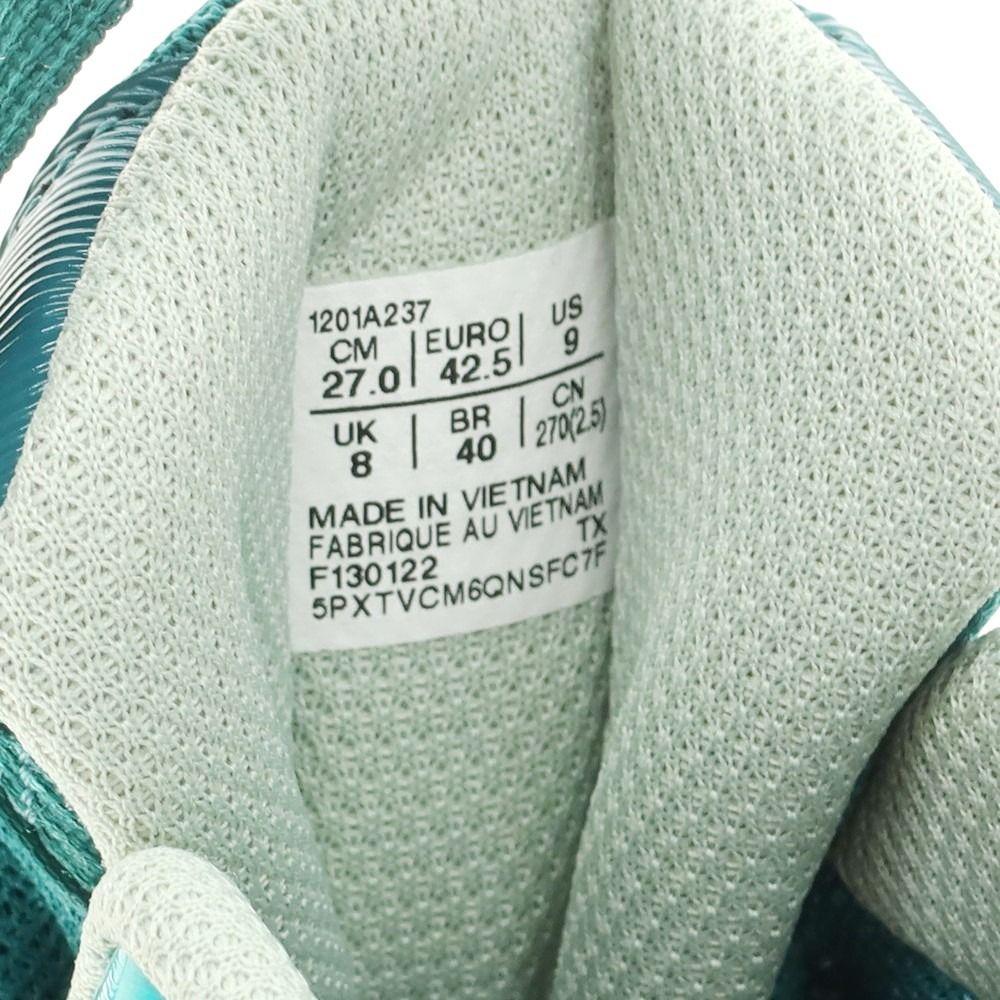 1201A237
CM | EURO | US
27.0 | 42.5 | 9
UK | BR | CN
8 | 40 | 270(2.5)
MADE IN VIETNAM
FABRIQUE AU VIETNAM
TX
F130122
5PXTVCM6QNSFC7F